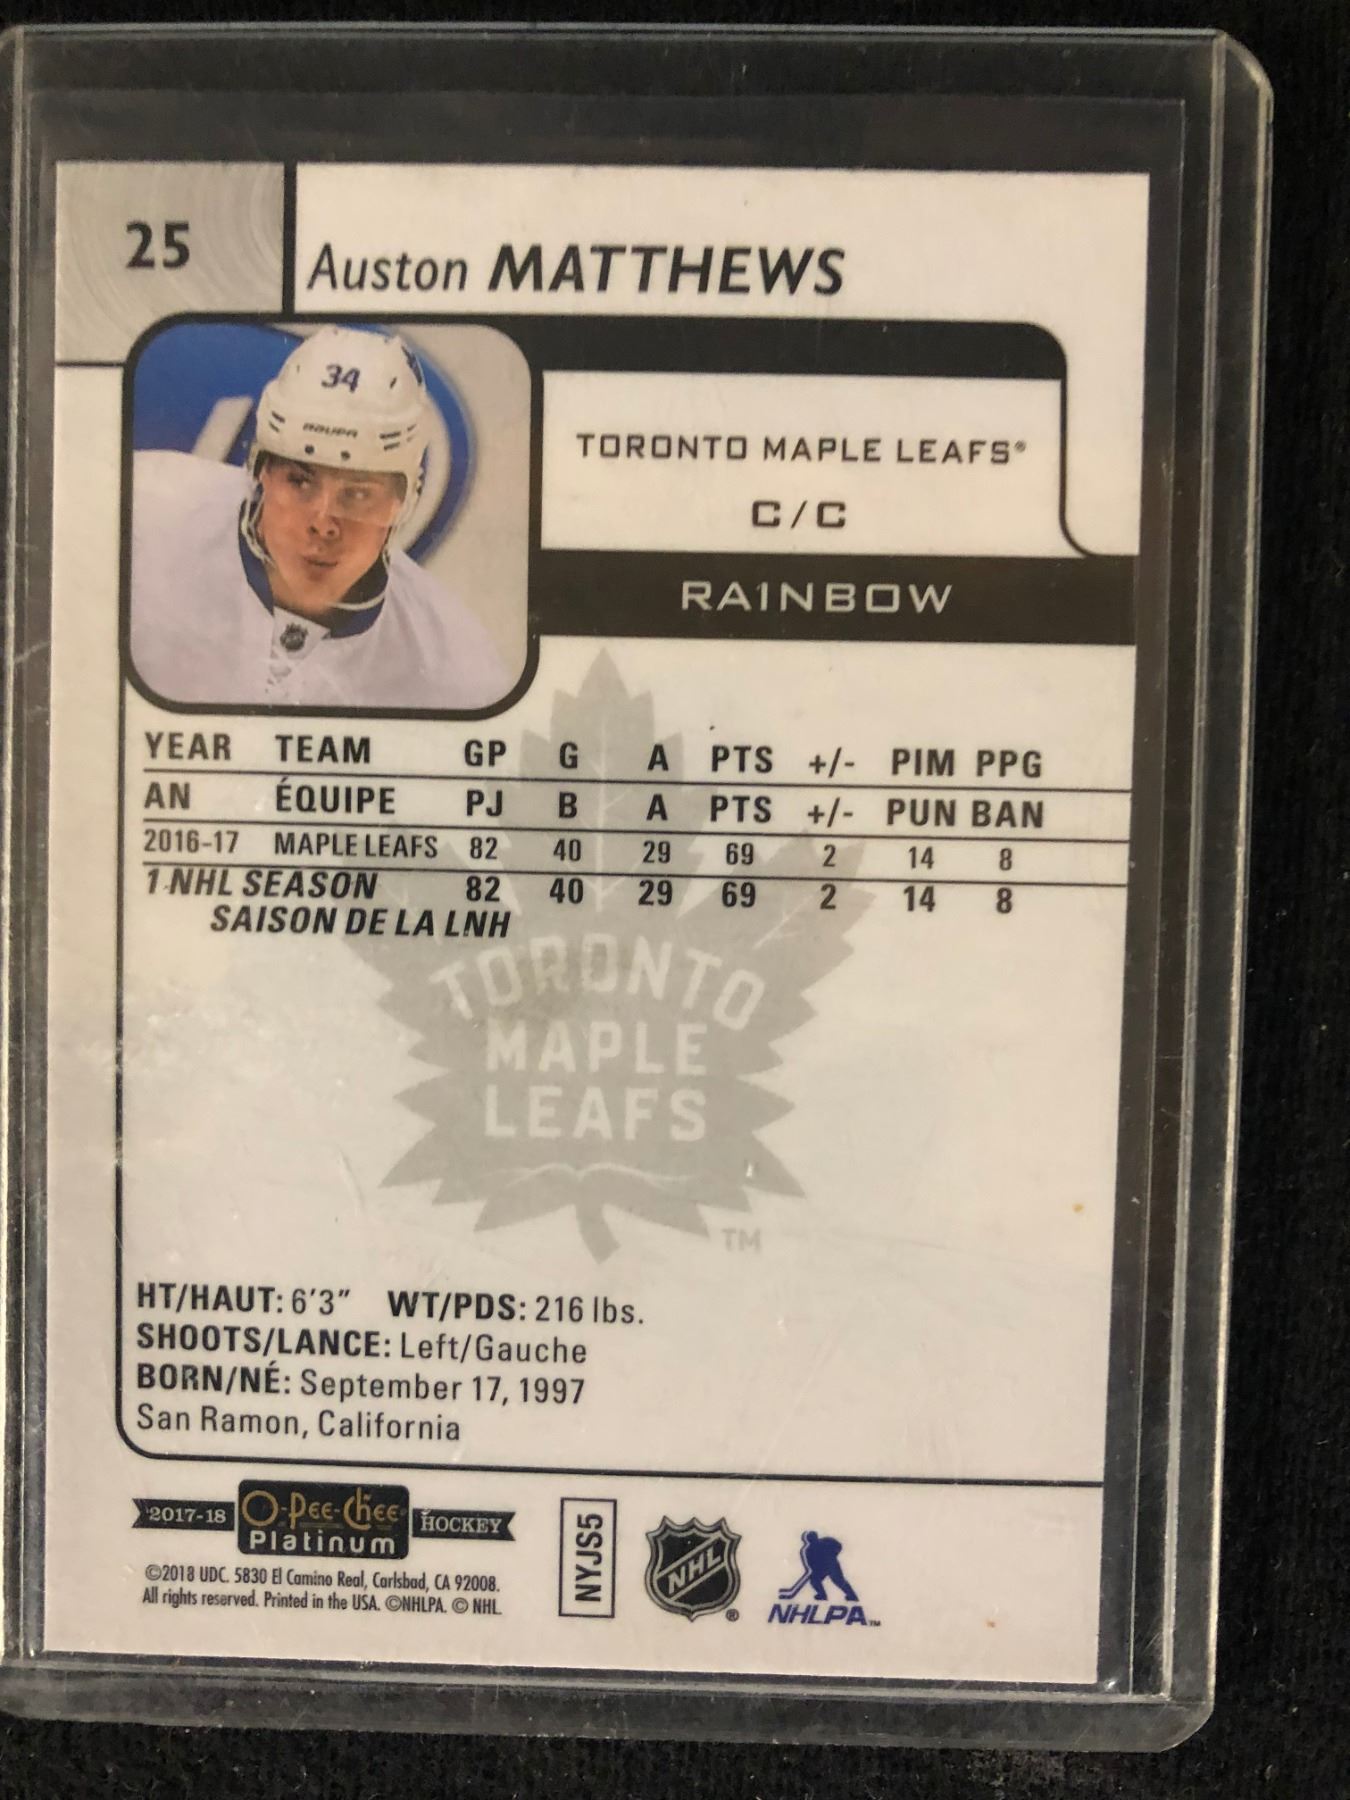 25
Auston MATTHEWS
34
BAUER
TORONTO MAPLE LEAFS®
C/C
RA1NBOW
YEAR TEAM GP G A PTS +/- PIM PPG
AN ÉQUIPE PJ B A PTS +/- PUN BAN
2016-17 MAPLE LEAFS 82 40 29 69 2 14 8
1 NHL SEASON 82 40 29 69 2 14 8
SAISON DE LA LNH
TORONTO
MAPLE
LEAFS
TM
HT/HAUT: 6'3" WT/PDS: 216 lbs.
SHOOTS/LANCE: Left/Gauche
BORN/NÉ: September 17, 1997
San Ramon, California
2017-18 O-Pee-Chee Platinum HOCKEY
©2018 UDC. 5830 El Camino Real, Carlsbad, CA 92008.
All rights reserved. Printed in the USA. ©NHLPA. © NHL.
NYJS5
NHL ®
NHLPA™